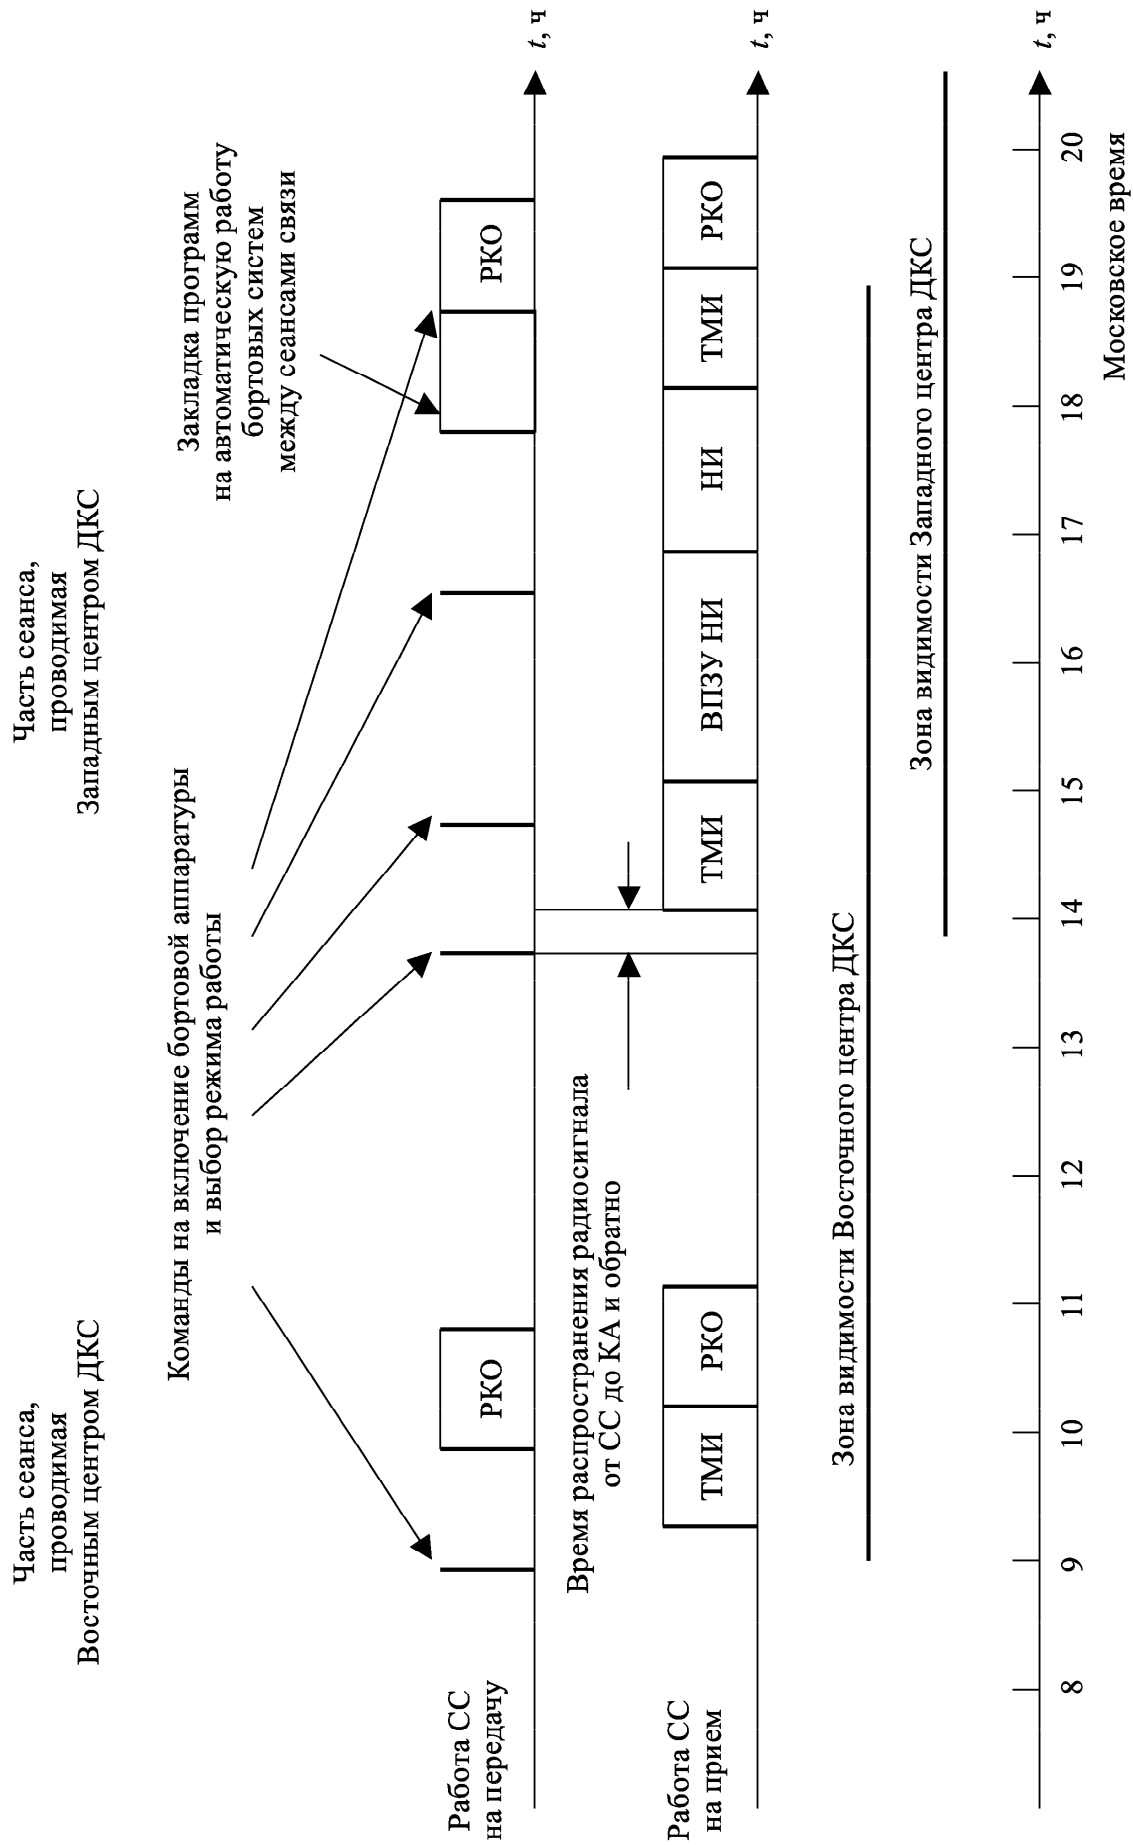 Часть сеанса,
проводимая
Восточным центром ДКС
Часть сеанса,
проводимая
Западным центром ДКС
Команды на включение бортовой аппаратуры
и выбор режима работы
Закладка программ
на автоматическую работу
бортовых систем
между сеансами связи
Работа СС
на передачу
РКО
РКО
t, ч
Время распространения радиосигнала
от СС до КА и обратно
Работа СС
на прием
ТМИ
РКО
ТМИ
ВПЗУ НИ
НИ
ТМИ
РКО
t, ч
Зона видимости Восточного центра ДКС
Зона видимости Западного центра ДКС
t, ч
8 9 10 11 12 13 14 15 16 17 18 19 20
Московское время